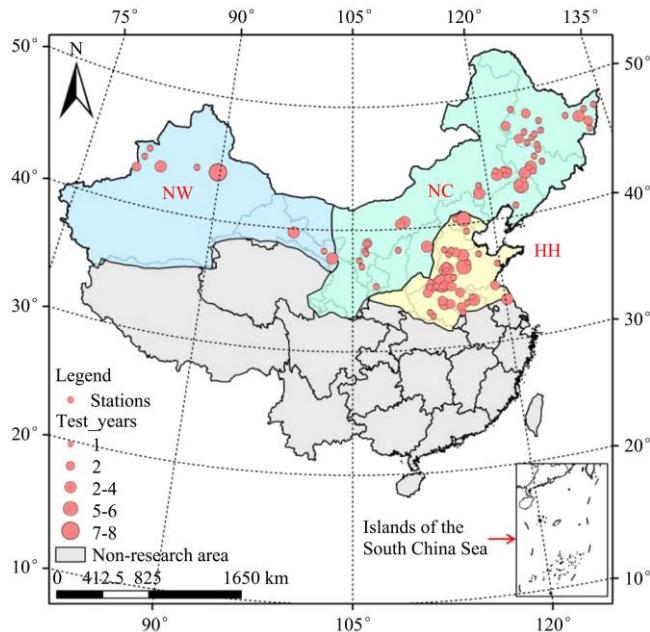 75° 90° 105° 120° 135°
N
50°
50°
40°
NW
NC
40°
HH
30°
30°
Legend
Stations
Test_years
1
2
2-4
5-6
7-8
Non-research area
20°
20°
Islands of the
South China Sea
0 412.5 825 1650 km
10°
10°
90° 105° 120°